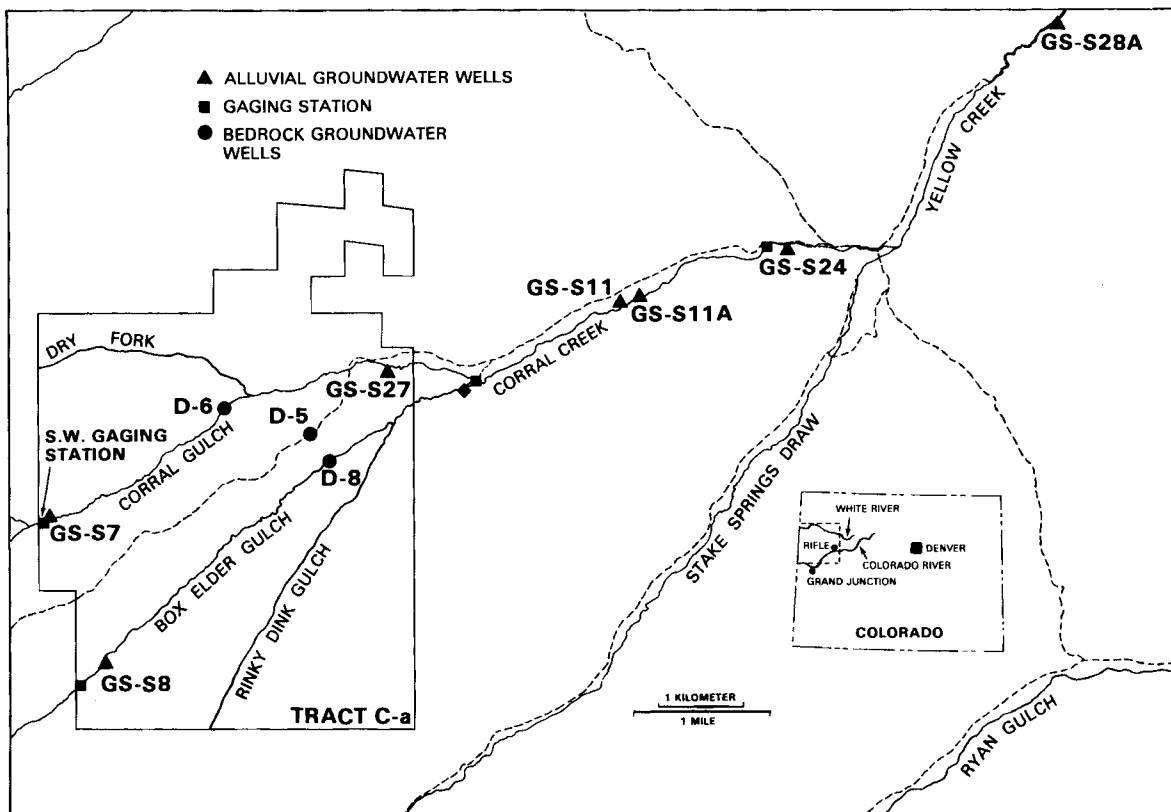 GS-S28A
ALLUVIAL GROUNDWATER WELLS
GAGING STATION
BEDROCK GROUNDWATER
WELLS
YELLOW CREEK
GS-S24
GS-S11
GS-S11A
CORRAL CREEK
DRY FORK
GS-S27
D-6
D-5
S.W. GAGING
STATION
CORRAL GULCH
D-8
GS-S7
BOX ELDER GULCH
RINKY DINK GULCH
GS-S8
TRACT C-a
STAKE SPRINGS DRAW
WHITE RIVER
RIFLE
DENVER
COLORADO RIVER
GRAND JUNCTION
COLORADO
1 KILOMETER
1 MILE
RYAN GULCH